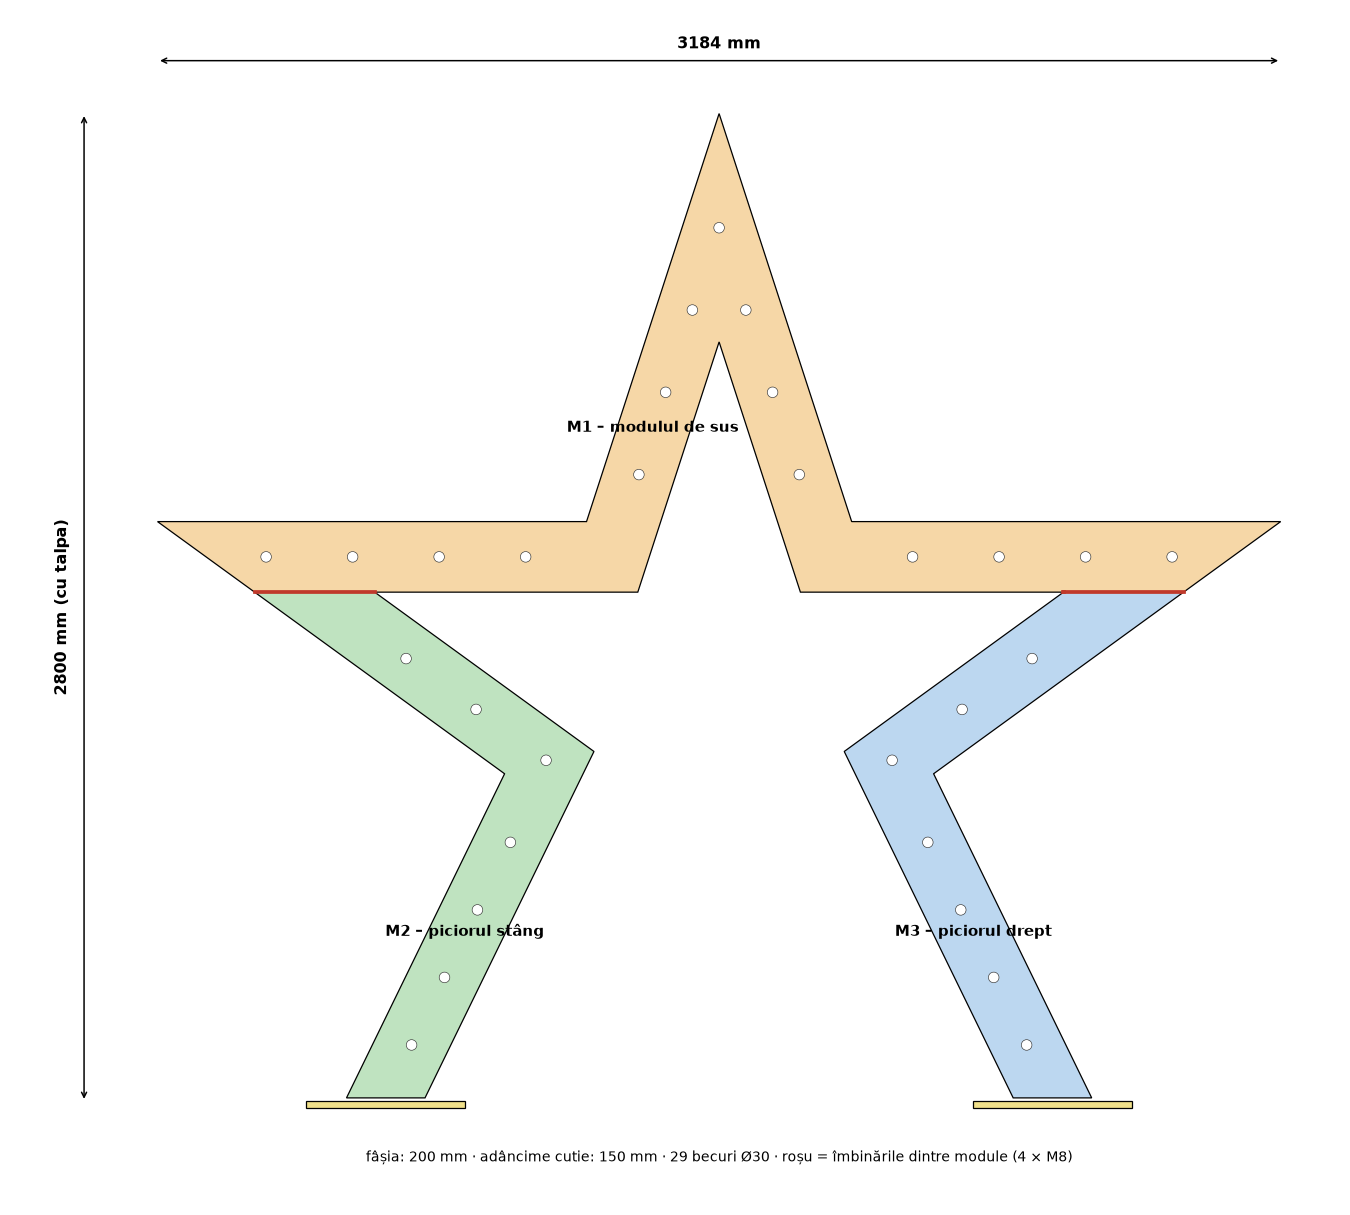 3184 mm
2800 mm (cu talpa)
M1 – modulul de sus
M2 – piciorul stâng
M3 – piciorul drept
fâșia: 200 mm · adâncime cutie: 150 mm · 29 becuri Ø30 · roșu = îmbinările dintre module (4 × M8)